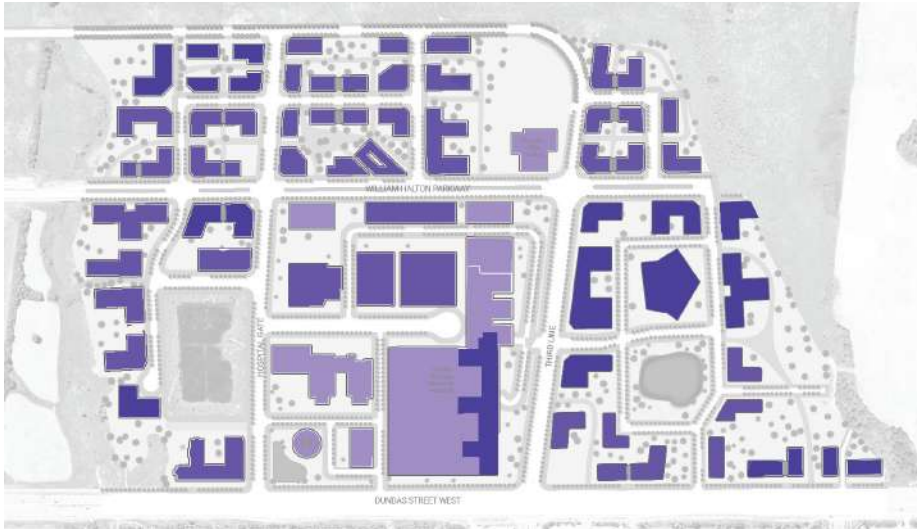 WILLIAM HALTON PARKWAY
HOSPITAL GATE
THIRD LINE
DUNDAS STREET WEST